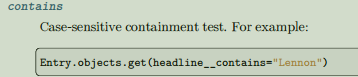 contains
Case-sensitive containment test. For example:
Entry.objects.get(headline__contains="Lennon")